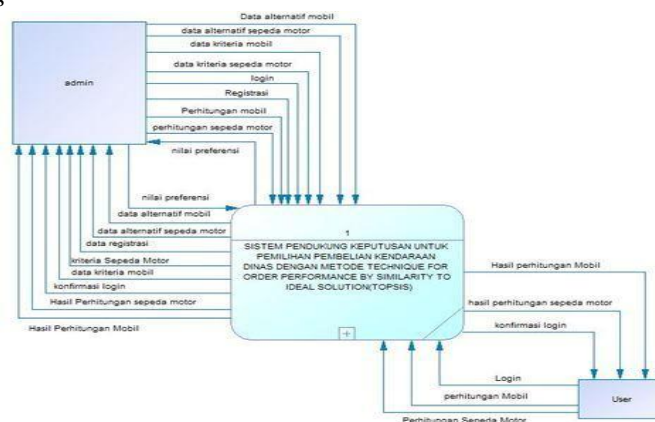 Data alternatif mobil
data alternatif sepeda motor
data kriteria mobil
data kriteria sepeda motor
login
Registrasi
Perhitungan mobil
perhitungan sepeda motor
nilai preferensi
admin
nilai preferensi
data alternatif mobil
data alternatif sepeda motor
data registrasi
kriteria Sepeda Motor
data kriteria mobil
konfirmasi login
Hasil Perhitungan sepeda motor
Hasil Perhitungan Mobil
1
SISTEM PENDUKUNG KEPUTUSAN UNTUK
PEMILIHAN PEMBELIAN KENDARAAN
DINAS DENGAN METODE TECHNIQUE FOR
ORDER PERFORMANCE BY SIMILARITY TO
IDEAL SOLUTION(TOPSIS)
Hasil perhitungan Mobil
hasil perhitungan sepeda motor
konfirmasi login
Login
perhitungan Mobil
Perhitungan Sepeda Motor
User